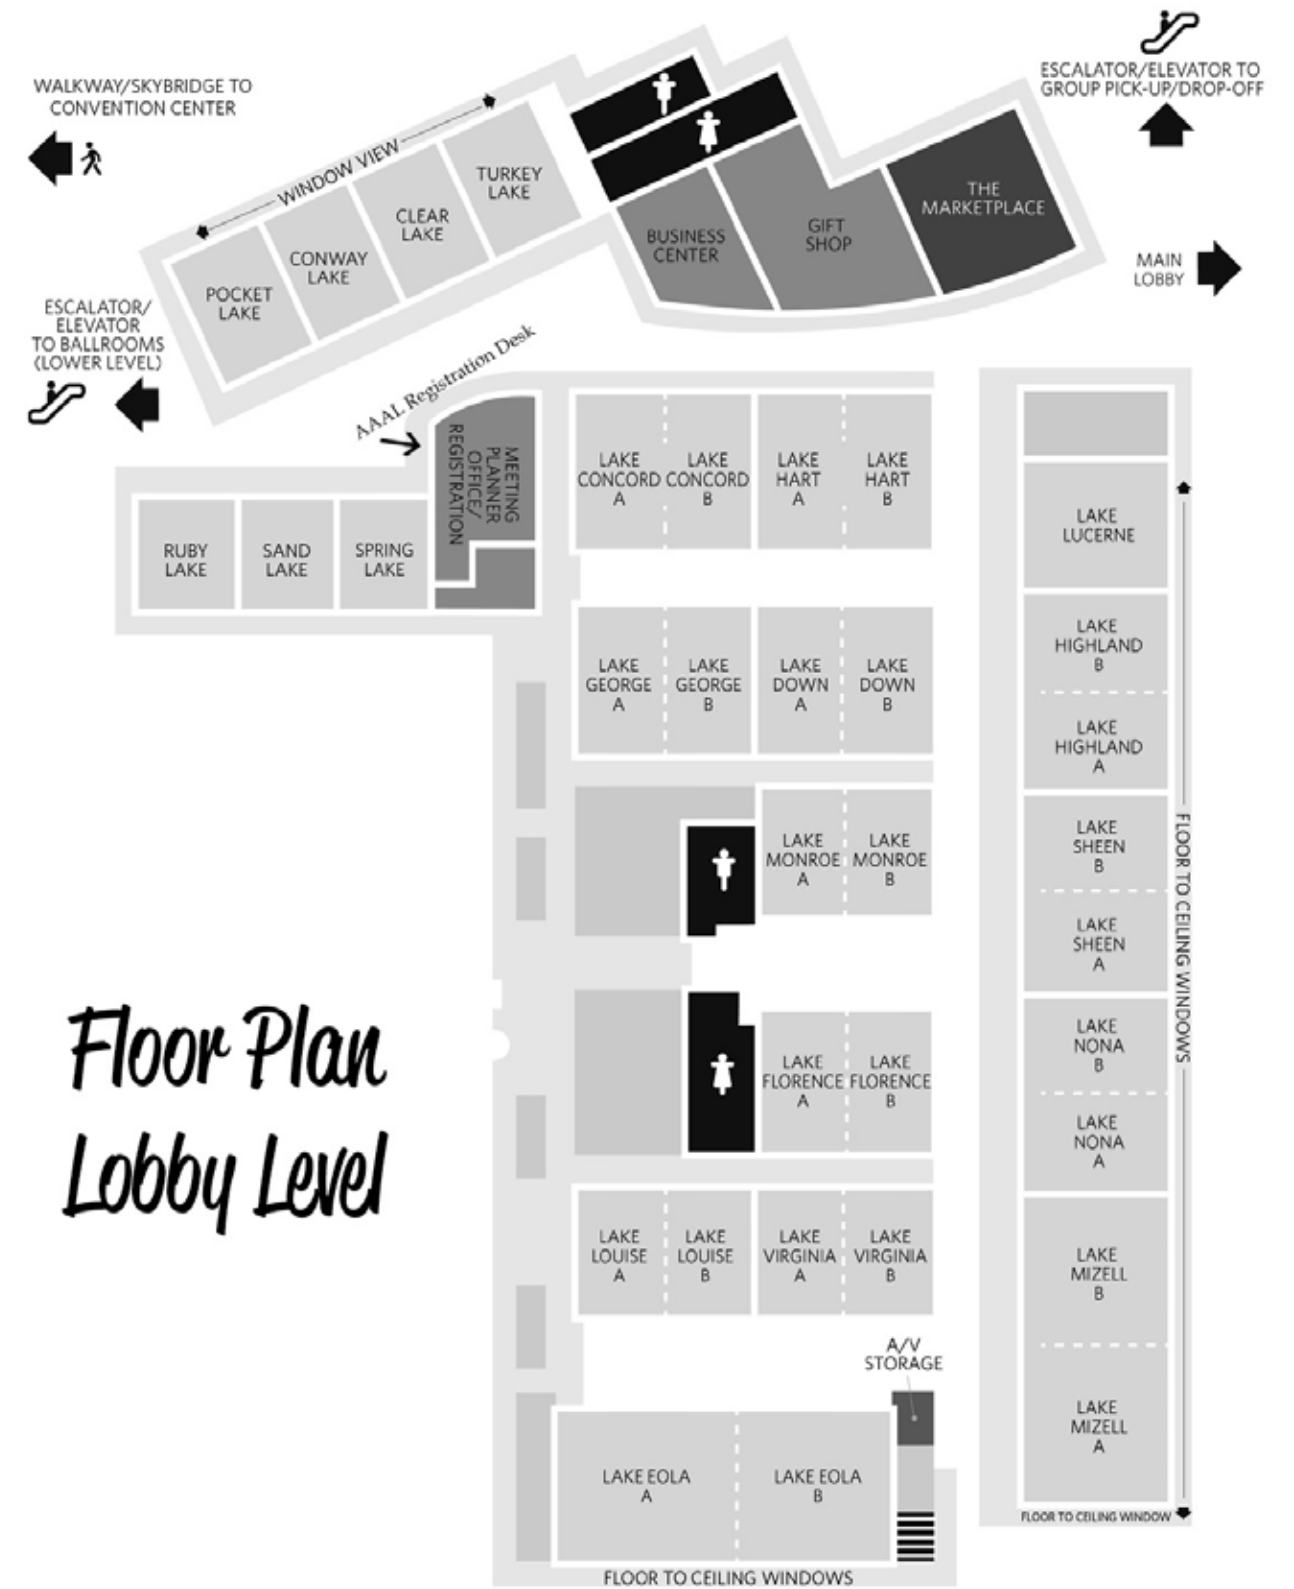 WALKWAY/SKYBRIDGE TO
CONVENTION CENTER
ESCALATOR/ELEVATOR TO
GROUP PICK-UP/DROP-OFF
WINDOW VIEW
TURKEY
LAKE
CLEAR
LAKE
CONWAY
LAKE
POCKET
LAKE
BUSINESS
CENTER
GIFT
SHOP
THE
MARKETPLACE
MAIN
LOBBY
ESCALATOR/
ELEVATOR
TO BALLROOMS
(LOWER LEVEL)
AAAL Registration Desk
MEETING
PLANNER
OFFICE/
REGISTRATION
RUBY
LAKE
SAND
LAKE
SPRING
LAKE
LAKE
CONCORD
A
LAKE
CONCORD
B
LAKE
HART
A
LAKE
HART
B
LAKE
GEORGE
A
LAKE
GEORGE
B
LAKE
DOWN
A
LAKE
DOWN
B
LAKE
MONROE
A
LAKE
MONROE
B
LAKE
FLORENCE
A
LAKE
FLORENCE
B
LAKE
LOUISE
A
LAKE
LOUISE
B
LAKE
VIRGINIA
A
LAKE
VIRGINIA
B
A/V
STORAGE
LAKE EOLA
A
LAKE EOLA
B
FLOOR TO CEILING WINDOWS
LAKE
LUCERNE
LAKE
HIGHLAND
B
LAKE
HIGHLAND
A
LAKE
SHEEN
B
LAKE
SHEEN
A
LAKE
NONA
B
LAKE
NONA
A
LAKE
MIZELL
B
LAKE
MIZELL
A
FLOOR TO CEILING WINDOWS
FLOOR TO CEILING WINDOW
Floor Plan
Lobby Level